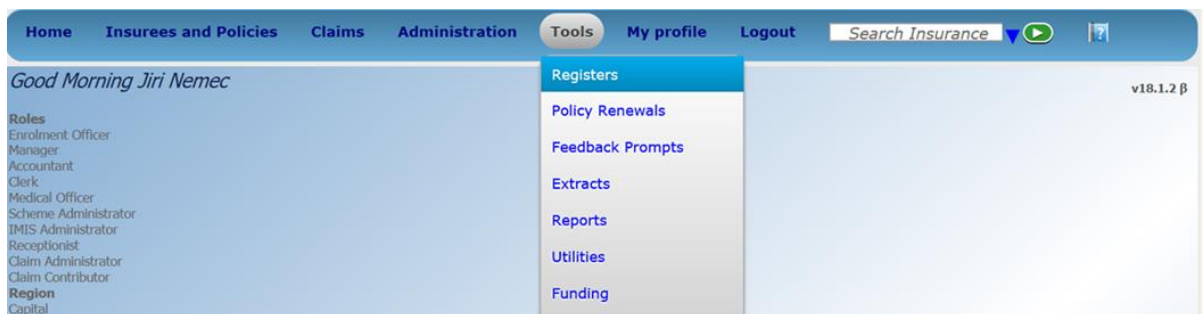 Home Insurees and Policies Claims Administration Tools My profile Logout Search Insurance ?
Good Morning Jiri Nemec
v18.1.2 β
Roles
Enrolment Officer
Manager
Accountant
Clerk
Medical Officer
Scheme Administrator
IMIS Administrator
Receptionist
Claim Administrator
Claim Contributor
Region
Capital
Registers
Policy Renewals
Feedback Prompts
Extracts
Reports
Utilities
Funding